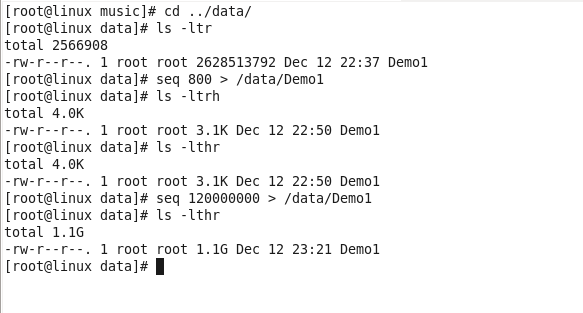 [root@linux music]# cd ../data/
[root@linux data]# ls -ltr
total 2566908
-rw-r--r--. 1 root root 2628513792 Dec 12 22:37 Demo1
[root@linux data]# seq 800 > /data/Demo1
[root@linux data]# ls -ltrh
total 4.0K
-rw-r--r--. 1 root root 3.1K Dec 12 22:50 Demo1
[root@linux data]# ls -lthr
total 4.0K
-rw-r--r--. 1 root root 3.1K Dec 12 22:50 Demo1
[root@linux data]# seq 120000000 > /data/Demo1
[root@linux data]# ls -lthr
total 1.1G
-rw-r--r--. 1 root root 1.1G Dec 12 23:21 Demo1
[root@linux data]#